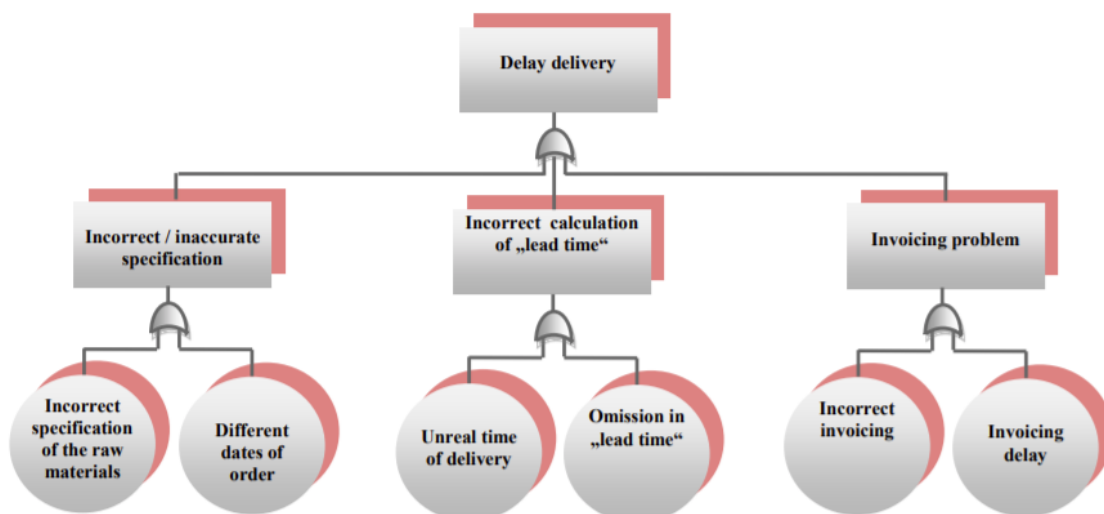 Delay delivery
Incorrect / inaccurate
specification
Incorrect calculation
of „lead time“
Invoicing problem
Incorrect
specification
of the raw
materials
Different
dates of
order
Unreal time
of delivery
Omission in
„lead time“
Incorrect
invoicing
Invoicing
delay